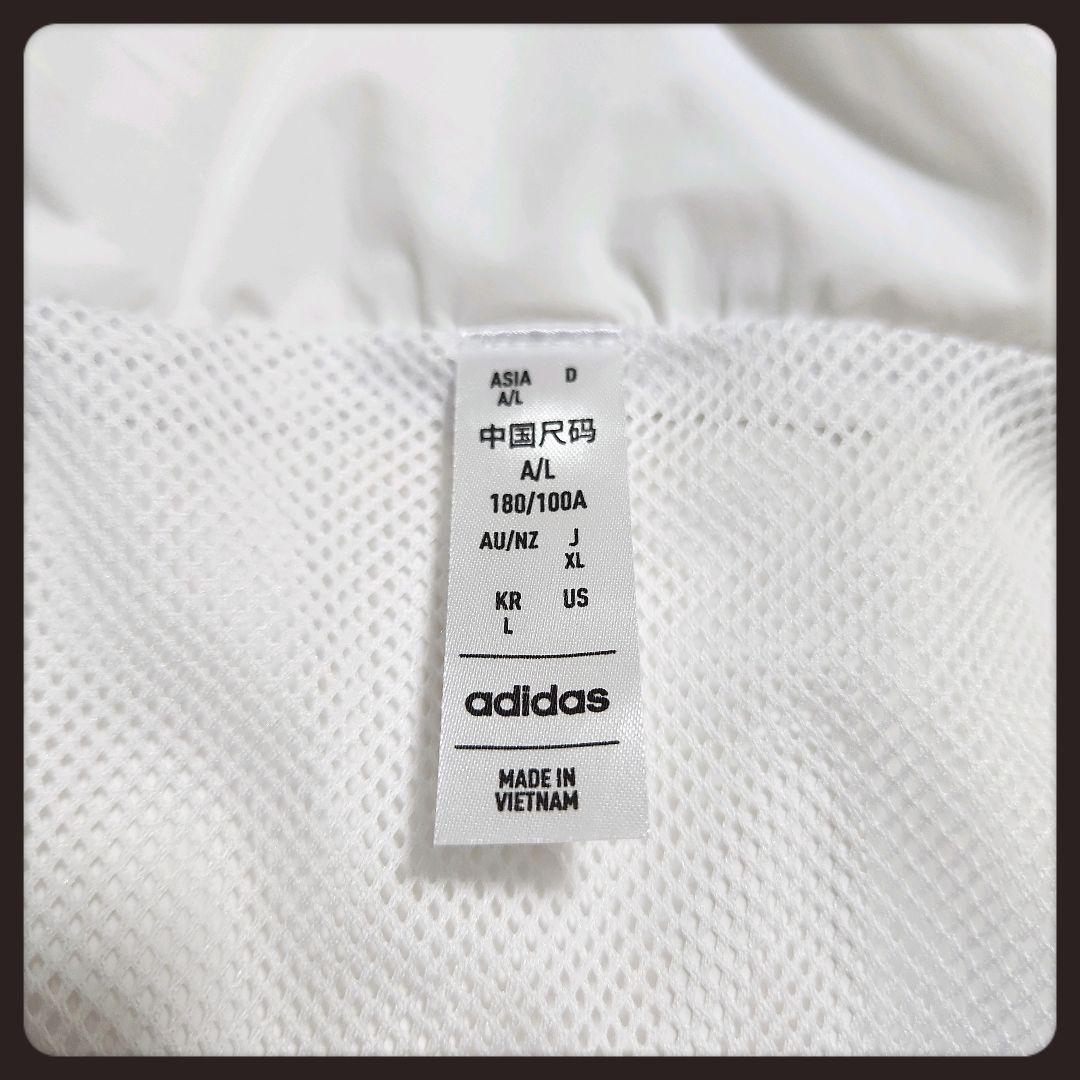 ASIA D
A/L
中国尺码
A/L
180/100A
AU/NZ J
XL
KR US
L
adidas
MADE IN
VIETNAM